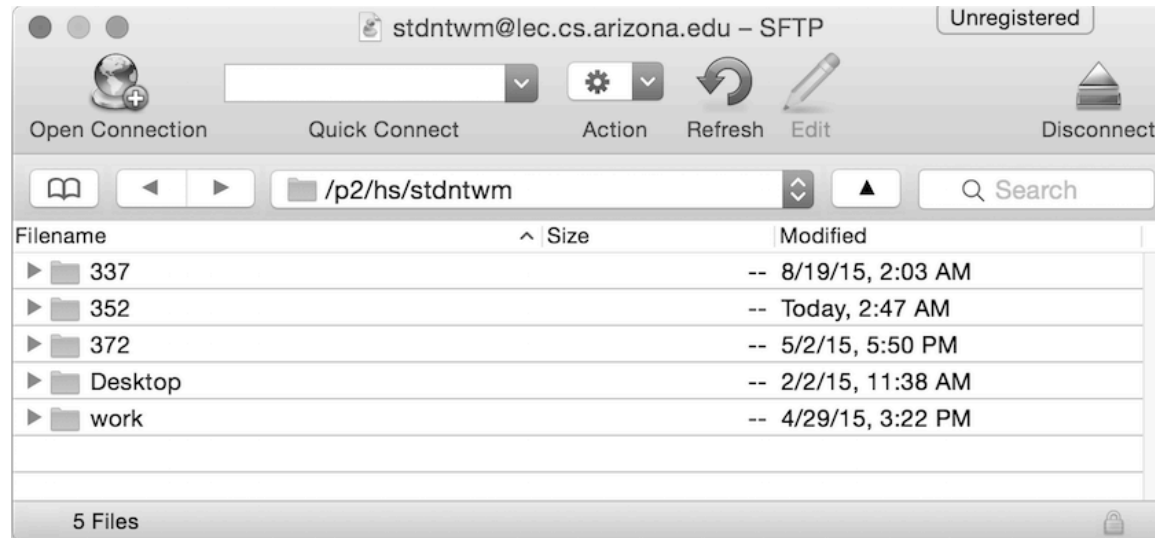 stdntwm@lec.cs.arizona.edu – SFTP Unregistered
Open Connection Quick Connect Action Refresh Edit Disconnect
/p2/hs/stdntwm Search
Filename Size Modified
337 -- 8/19/15, 2:03 AM
352 -- Today, 2:47 AM
372 -- 5/2/15, 5:50 PM
Desktop -- 2/2/15, 11:38 AM
work -- 4/29/15, 3:22 PM
5 Files